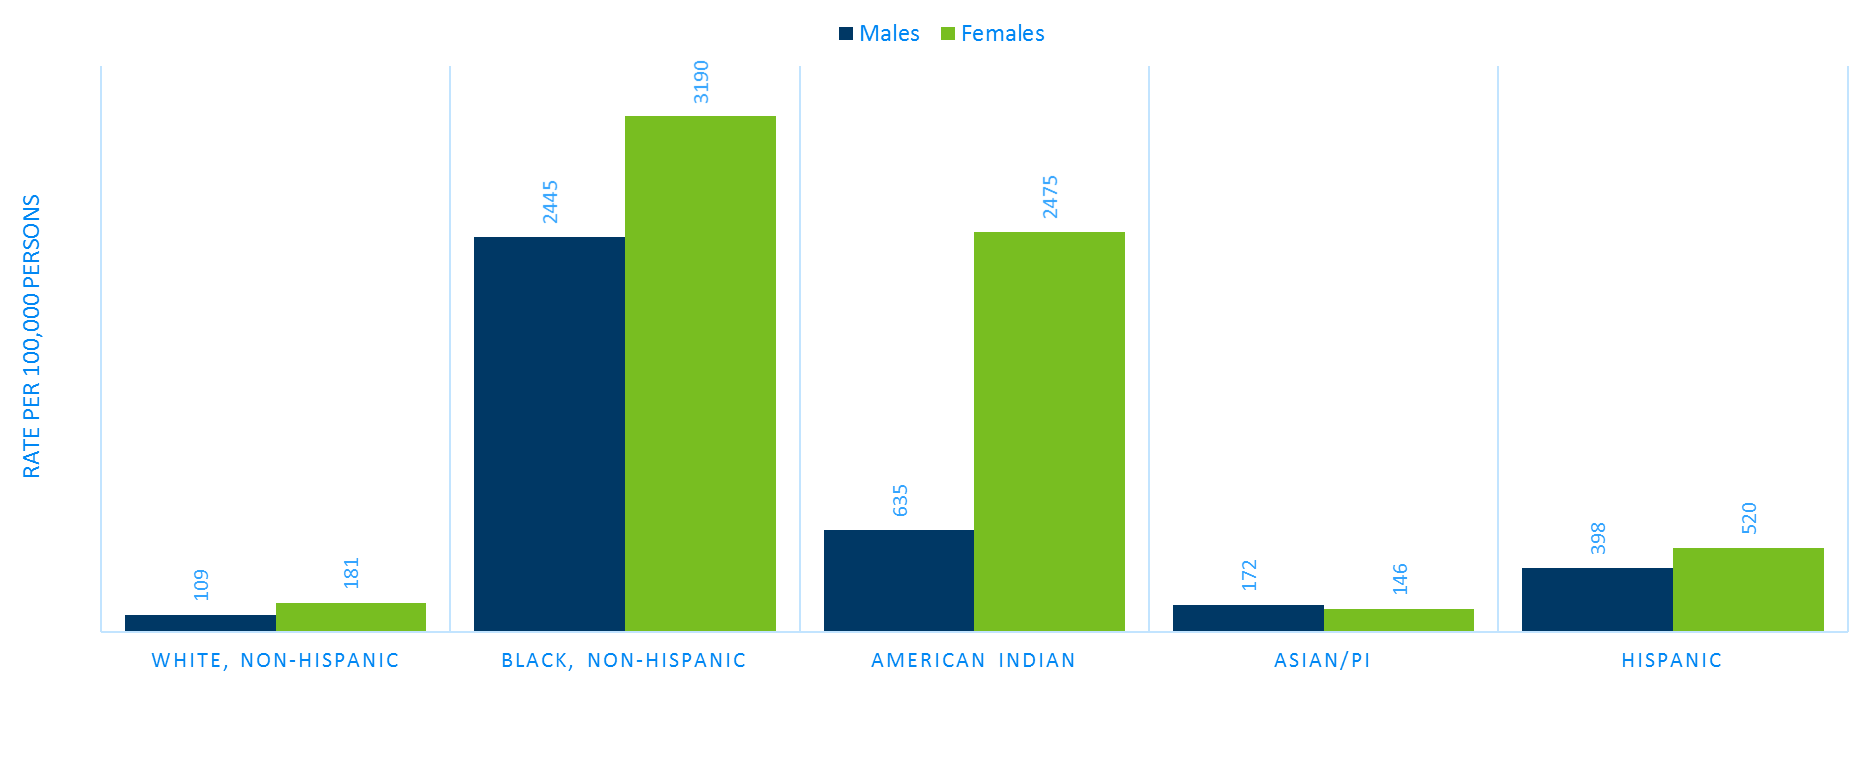 Males Females
RATE PER 100,000 PERSONS
109
181
2445
3190
635
2475
172
146
398
520
WHITE, NON-HISPANIC
BLACK, NON-HISPANIC
AMERICAN INDIAN
ASIAN/PI
HISPANIC